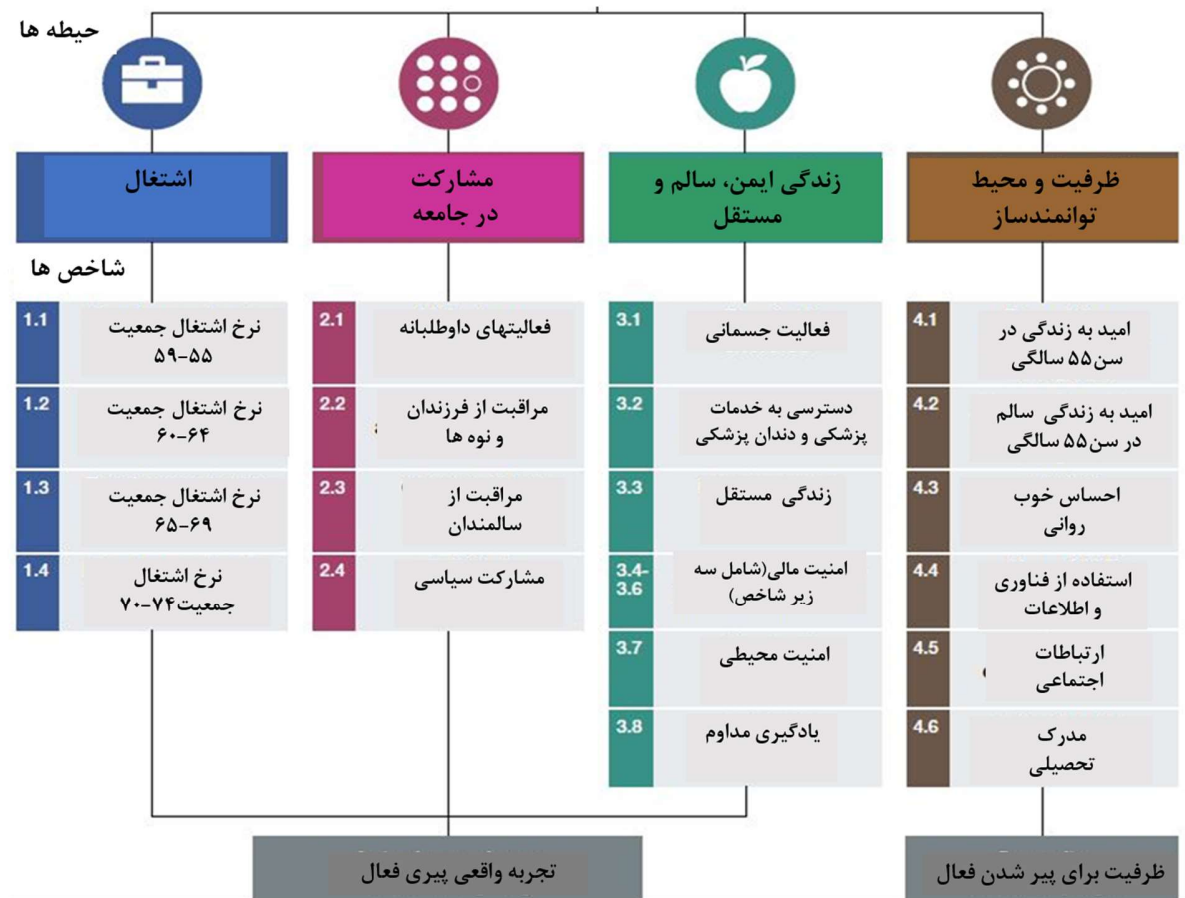 حیطه ها
اشتغال
مشارکت
در جامعه
زندگی ایمن، سالم و
مستقل
ظرفیت و محیط
توانمندساز
شاخص ها
1.1
نرخ اشتغال جمعیت
۵۹-۵۵
1.2
نرخ اشتغال جمعیت
۶۰-۶۴
1.3
نرخ اشتغال جمعیت
۶۵-۶۹
1.4
نرخ اشتغال
جمعیت۷۴-۷۰
2.1
فعالیتهای داوطلبانه
2.2
مراقبت از فرزندان
و نوه ها
2.3
مراقبت از
سالمندان
2.4
مشارکت سیاسی
3.1
فعالیت جسمانی
3.2
دسترسی به خدمات
پزشکی و دندان پزشکی
3.3
زندگی مستقل
3.4-
3.6
امنیت مالی(شامل سه
زیر شاخص)
3.7
امنیت محیطی
3.8
یادگیری مداوم
4.1
امید به زندگی در
سن۵۵ سالگی
4.2
امید به زندگی سالم
در سن۵۵ سالگی
4.3
احساس خوب
روانی
4.4
استفاده از فناوری
و اطلاعات
4.5
ارتباطات
اجتماعی
4.6
مدرک
تحصیلی
تجربه واقعی پیری فعال
ظرفیت برای پیر شدن فعال